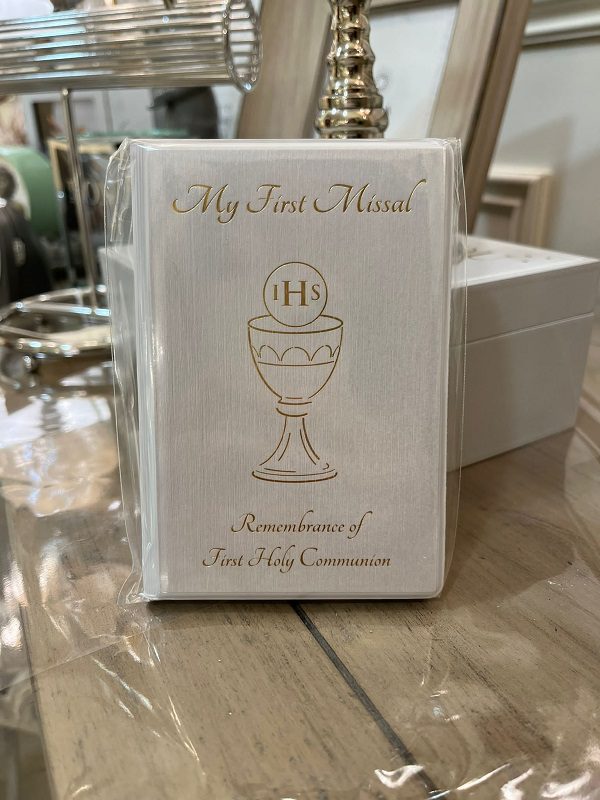 My First Missal
IHS
Remembrance of
First Holy Communion